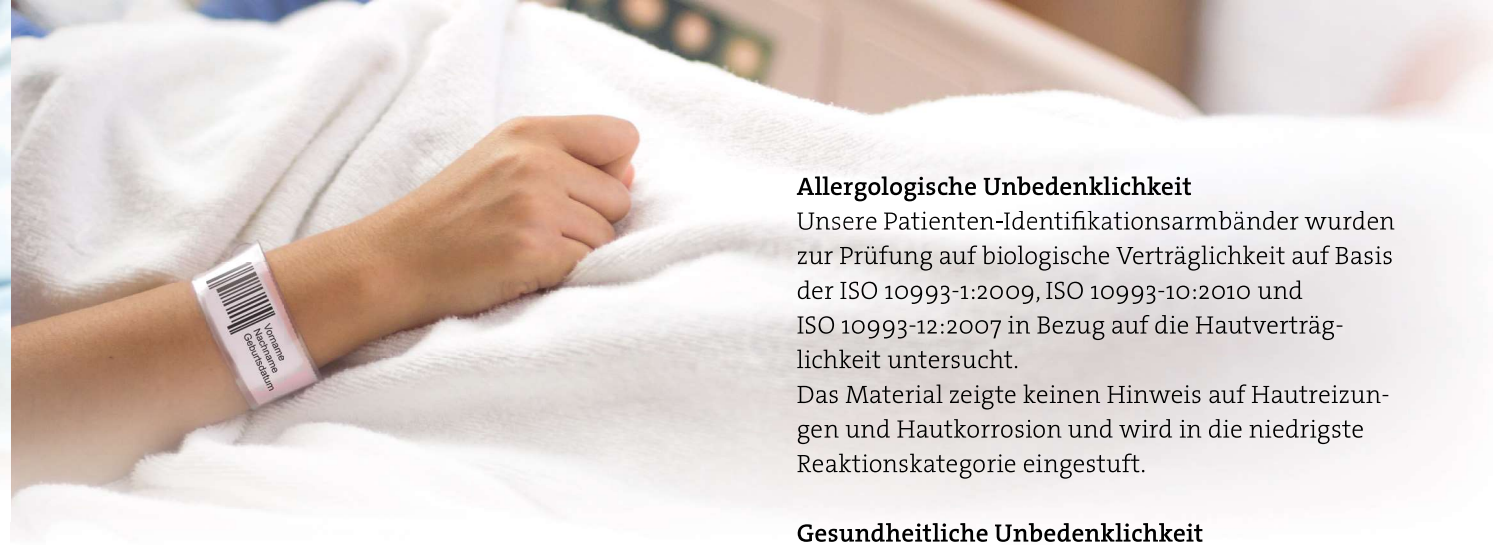 Vorname
Nachname
Geburtsdatum
Allergologische Unbedenklichkeit
Unsere Patienten-Identifikationsarmbänder wurden
zur Prüfung auf biologische Verträglichkeit auf Basis
der ISO 10993-1:2009, ISO 10993-10:2010 und
ISO 10993-12:2007 in Bezug auf die Hautverträg-
lichkeit untersucht.
Das Material zeigte keinen Hinweis auf Hautreizun-
gen und Hautkorrosion und wird in die niedrigste
Reaktionskategorie eingestuft.
Gesundheitliche Unbedenklichkeit